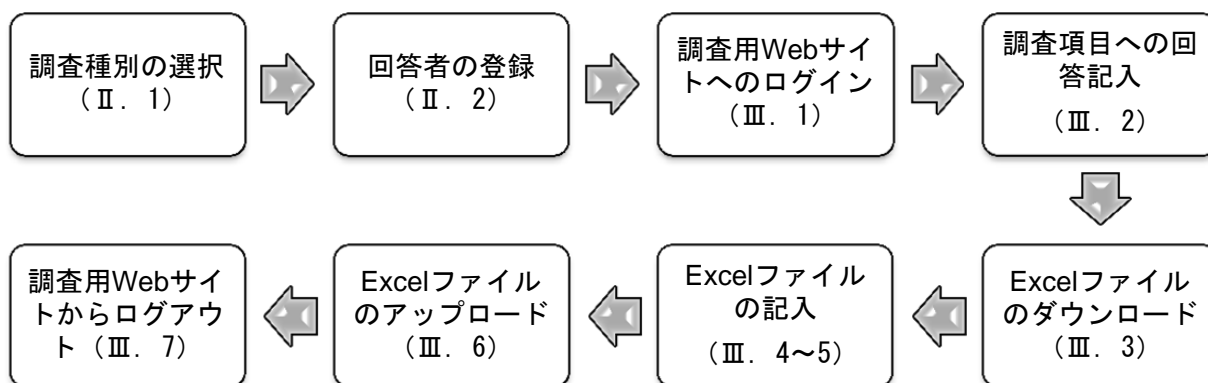 調査種別の選択
（Ⅱ．1）
回答者の登録
（Ⅱ．2）
調査用Webサイ
トへのログイン
（Ⅲ．1）
調査項目への回
答記入
（Ⅲ．2）
Excelファイル
のダウンロード
（Ⅲ．3）
Excelファイル
の記入
（Ⅲ．4～5）
Excelファイル
のアップロード
（Ⅲ．6）
調査用Webサイ
トからログアウ
ト（Ⅲ．7）